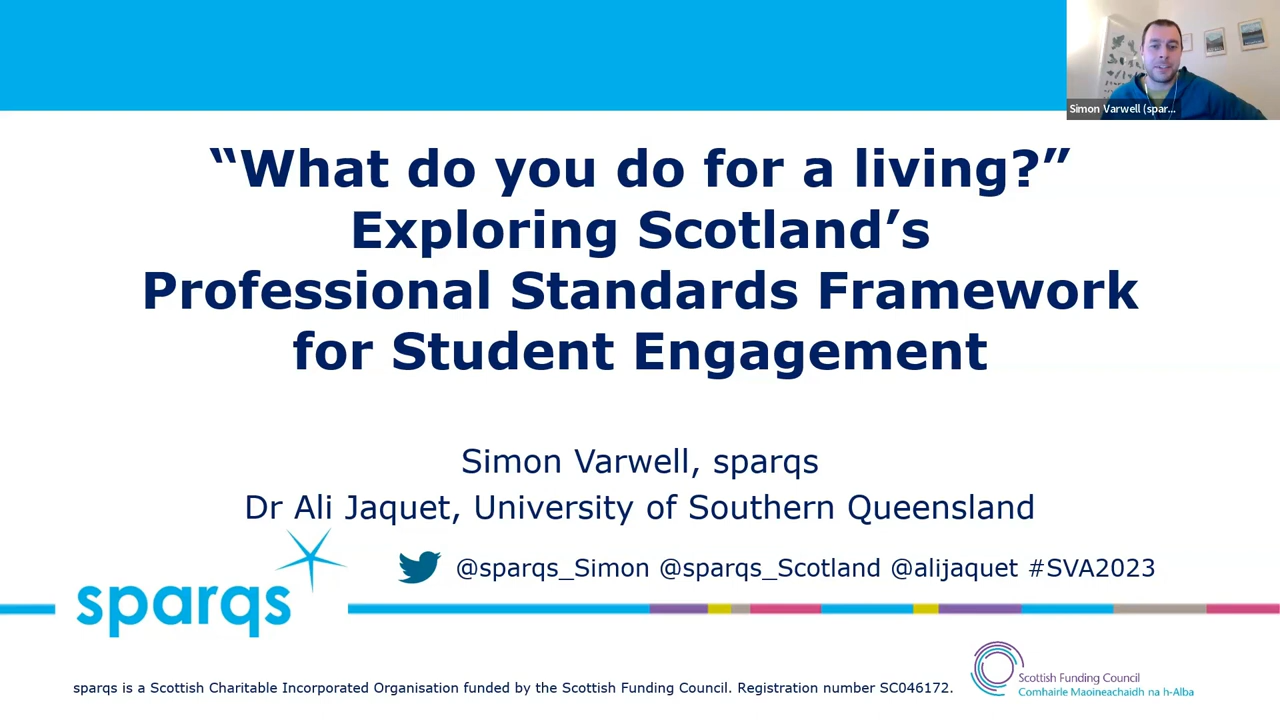 Simon Varwell (spar...
“What do you do for a living?”
Exploring Scotland’s
Professional Standards Framework
for Student Engagement
Simon Varwell, sparqs
Dr Ali Jaquet, University of Southern Queensland
@sparqs_Simon @sparqs_Scotland @alijaquet #SVA2023
sparqs
Scottish Funding Council
Comhairle Maoineachaidh na h-Alba
sparqs is a Scottish Charitable Incorporated Organisation funded by the Scottish Funding Council. Registration number SC046172.